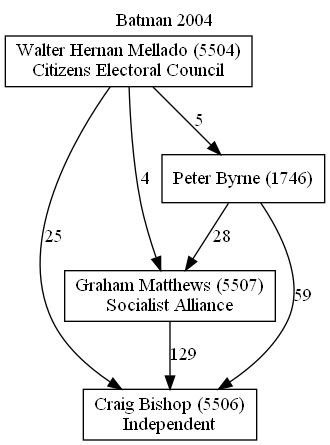 Batman 2004
Walter Hernan Mellado (5504)
Citizens Electoral Council
5
Peter Byrne (1746)
4
25
28
59
Graham Matthews (5507)
Socialist Alliance
129
Craig Bishop (5506)
Independent